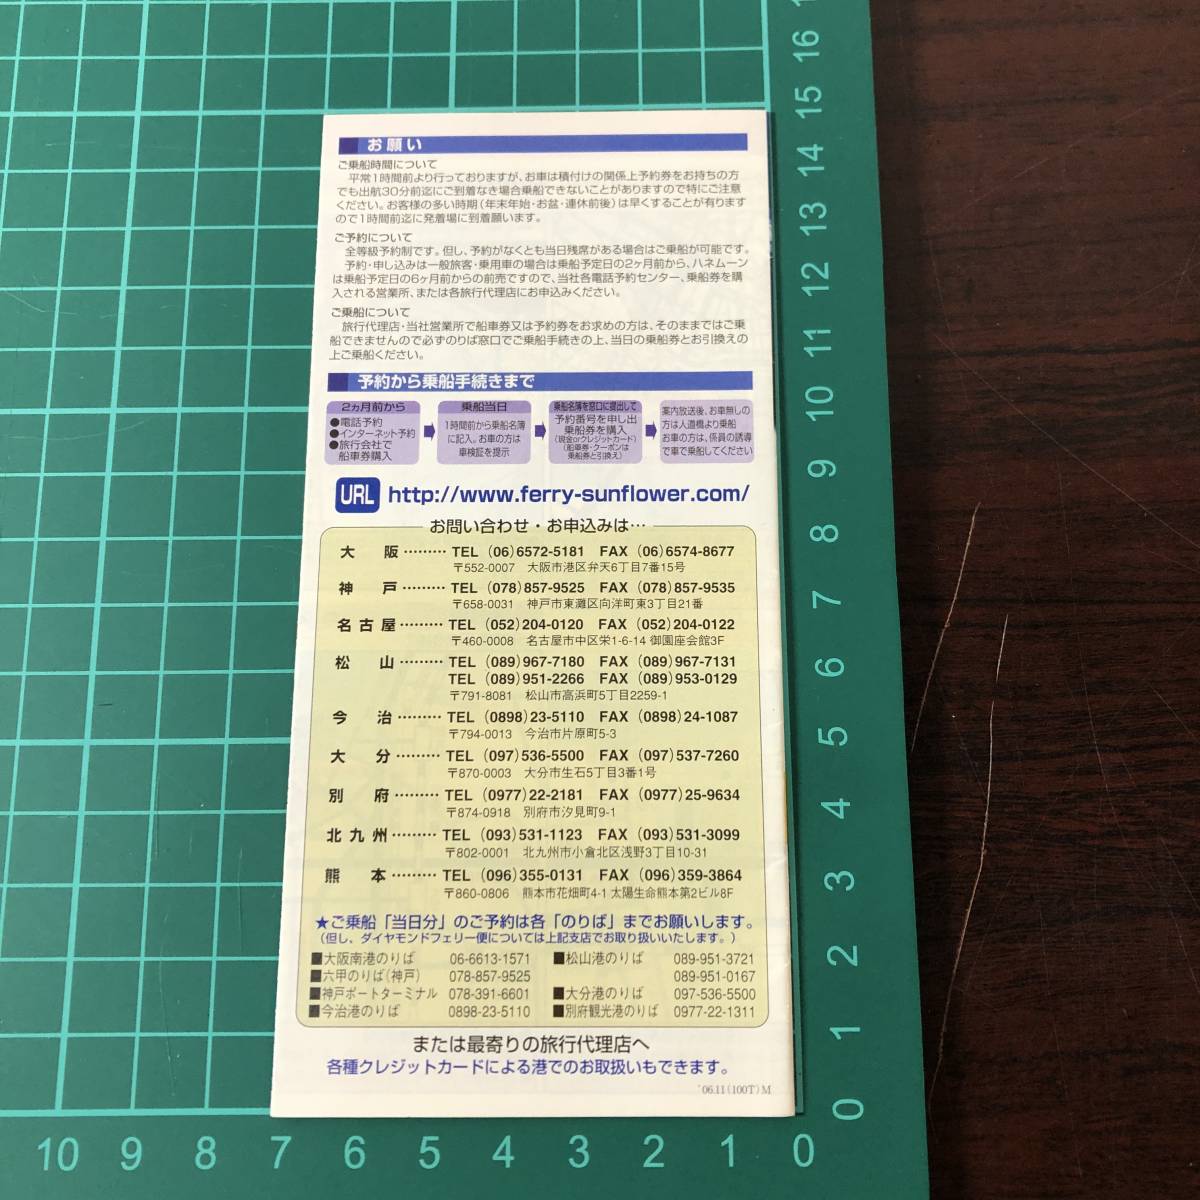 お願い
ご乗船時間について
平常1時間前より行っておりますが、お車は積付けの関係上予約券をお持ちの方
でも出航30分前迄にご到着なき場合乗船できないことがありますので特にご注意
ください。お客様の多い時期(年末年始・お盆・連休前後)は早くすることが有ります
ので1時間前迄に発着場に到着願います。
ご予約について
全等級予約制です。但し、予約がなくとも当日残席がある場合はご乗船が可能です。
予約・申し込みは一般旅客・乗用車の場合は乗船予定日の2ヶ月前から、ハネムーン
は乗船予定日の6ヶ月前からの前売ですので、当社各電話予約センター、乗船券を購
入される営業所、または各旅行代理店にお申込みください。
ご乗船について
旅行代理店・当社営業所で船車券又は予約券をお求めの方は、そのままではご乗
船できませんので必ずのりば窓口でご乗船手続きの上、当日の乗船券とお引換えの
上ご乗船ください。
予約から乗船手続きまで
2ヵ月前から
●電話予約
●インターネット予約
●旅行会社で
船車券購入
乗船当日
1時間前から乗船名簿
に記入。お車の方は
車検証を提示
乗船名簿を窓口に提出して
予約番号を申し出
乗船券を購入
(現金orクレジットカード)
(船車券・クーポンは
乗船券と引換え)
案内放送後、お車無しの
方は人道橋より乗船
お車の方は、係員の誘導
で車で乗船してください
URL http://www.ferry-sunflower.com/
お問い合わせ・お申込みは…
大阪……… TEL (06)6572-5181 FAX (06)6574-8677
〒552-0007 大阪市港区弁天6丁目7番15号
神戸……… TEL (078)857-9525 FAX (078)857-9535
〒658-0031 神戸市東灘区向洋町東3丁目21番
名古屋……… TEL (052)204-0120 FAX (052)204-0122
〒460-0008 名古屋市中区栄1-6-14 御園座会館3F
松山……… TEL (089)967-7180 FAX (089)967-7131
TEL (089)951-2266 FAX (089)953-0129
〒791-8081 松山市高浜町5丁目2259-1
今治……… TEL (0898)23-5110 FAX (0898)24-1087
〒794-0013 今治市片原町5-3
大分……… TEL (097)536-5500 FAX (097)537-7260
〒870-0003 大分市生石5丁目3番1号
別府……… TEL (0977)22-2181 FAX (0977)25-9634
〒874-0918 別府市汐見町9-1
北九州……… TEL (093)531-1123 FAX (093)531-3099
〒802-0001 北九州市小倉北区浅野3丁目10-31
熊本……… TEL (096)355-0131 FAX (096)359-3864
〒860-0806 熊本市花畑町4-1 太陽生命熊本第2ビル8F
★ご乗船「当日分」のご予約は各「のりば」までお願いします。
(但し、ダイヤモンドフェリー便については上記支店でお取り扱いいたします。)
■大阪南港のりば 06-6613-1571 ■松山港のりば 089-951-3721
■六甲のりば(神戸) 078-857-9525 089-951-0167
■神戸ポートターミナル 078-391-6601 ■大分港のりば 097-536-5500
■今治港のりば 0898-23-5110 ■別府観光港のりば 0977-22-1311
または最寄りの旅行代理店へ
各種クレジットカードによる港でのお取扱いもできます。
'06.11(100T)M
16
15
14
13
12
11
10
9
8
7
6
5
4
3
2
1
0
10 9 8 7 6 5 4 3 2 1 0